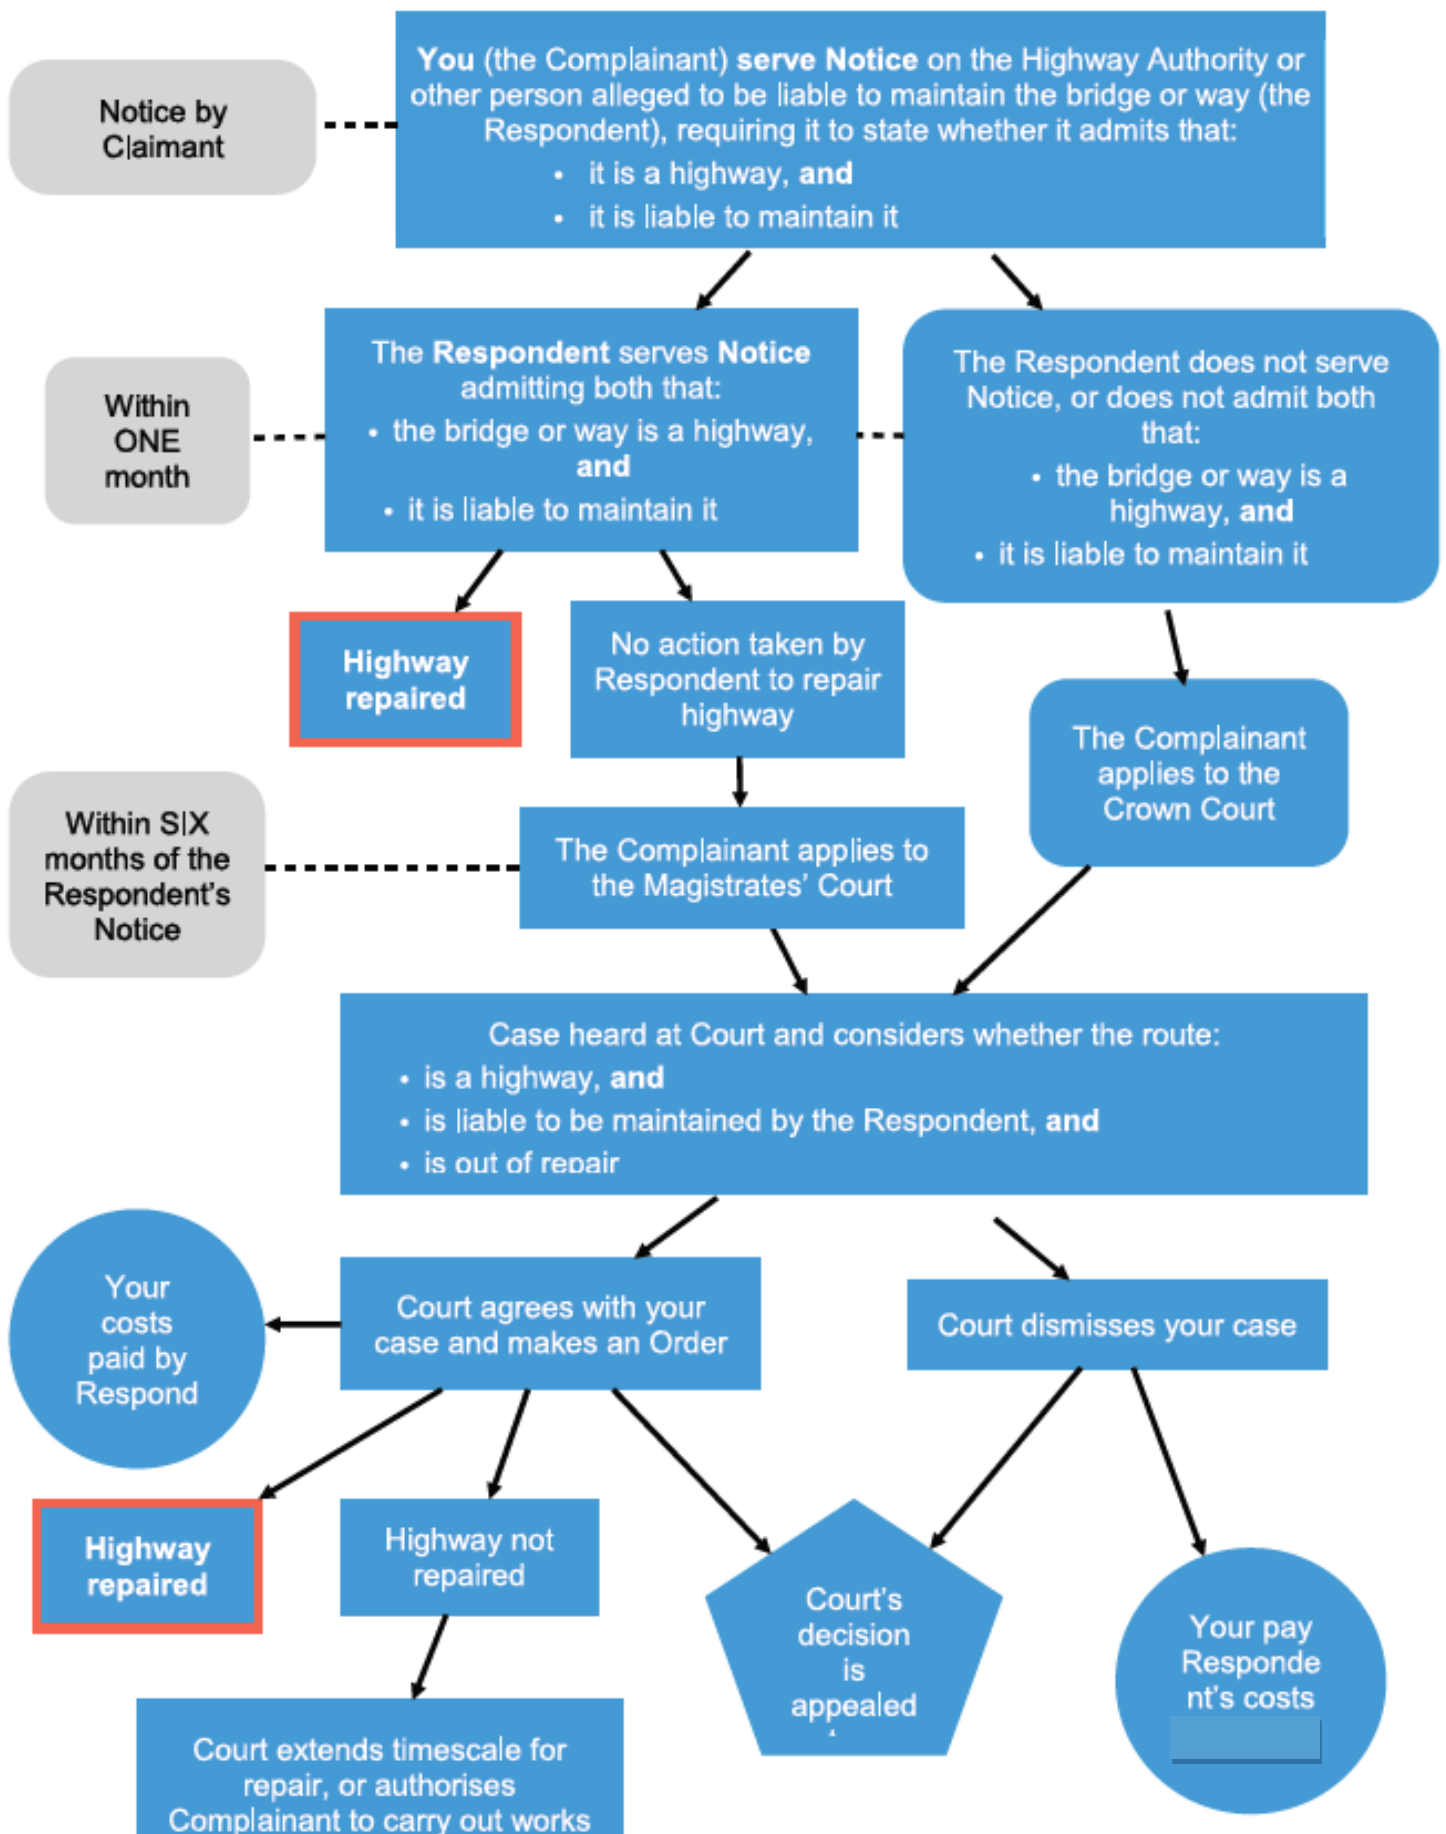 You (the Complainant) serve Notice on the Highway Authority or
other person alleged to be liable to maintain the bridge or way (the
Respondent), requiring it to state whether it admits that:
• it is a highway, and
• it is liable to maintain it
Notice by
Claimant
The Respondent serves Notice
admitting both that:
• the bridge or way is a highway,
and
• it is liable to maintain it
The Respondent does not serve
Notice, or does not admit both
that:
• the bridge or way is a
highway, and
• it is liable to maintain it
Within
ONE
month
Highway
repaired
No action taken by
Respondent to repair
highway
The Complainant
applies to the
Crown Court
Within SIX
months of the
Respondent's
Notice
The Complainant applies to
the Magistrates' Court
Case heard at Court and considers whether the route:
• is a highway, and
• is liable to be maintained by the Respondent, and
• is out of repair
Your
costs
paid by
Respond
Court agrees with your
case and makes an Order
Court dismisses your case
Highway
repaired
Highway not
repaired
Court's
decision
is
appealed
Your pay
Responde
nt's costs
Court extends timescale for
repair, or authorises
Complainant to carry out works